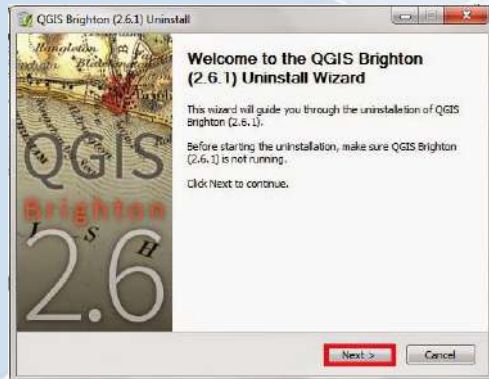 QGIS Brighton (2.6.1) Uninstall
QGIS
Brighton
2.6
Welcome to the QGIS Brighton
(2.6.1) Uninstall Wizard
This wizard will guide you through the uninstallation of QGIS
Brighton (2.6.1).
Before starting the uninstallation, make sure QGIS Brighton
(2.6.1) is not running.
Click Next to continue.
Next >
Cancel